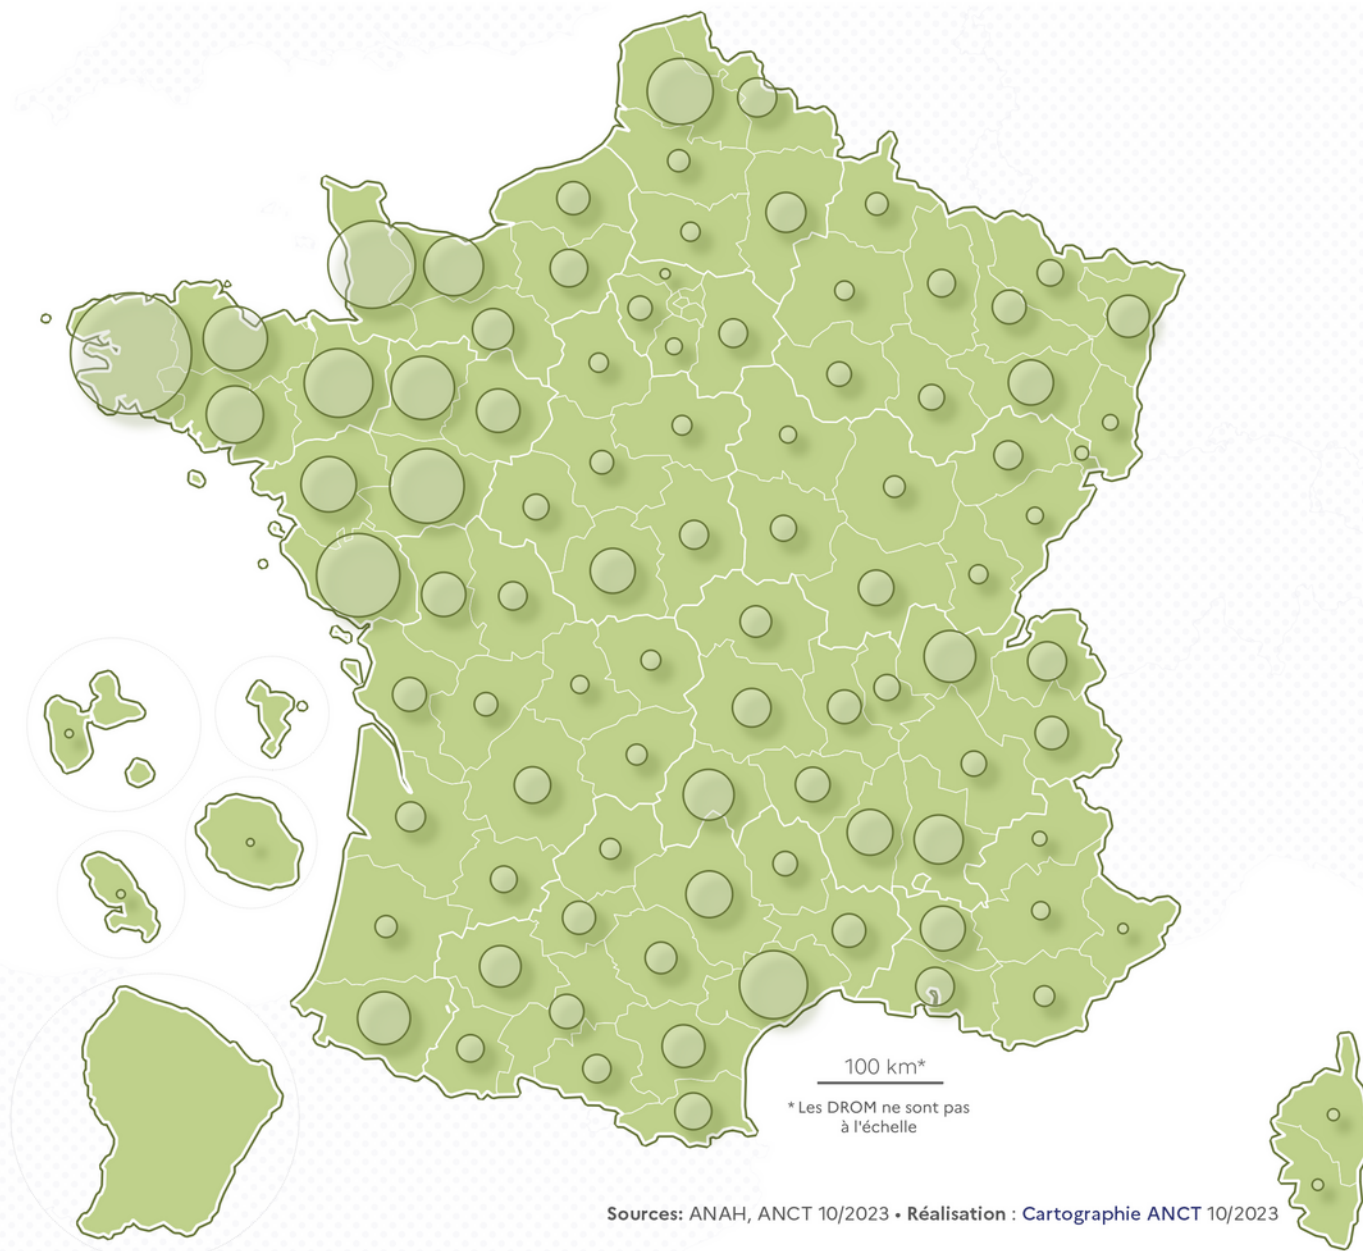 100 km*
* Les DROM ne sont pas
à l'échelle
Sources: ANAH, ANCT 10/2023 • Réalisation : Cartographie ANCT 10/2023